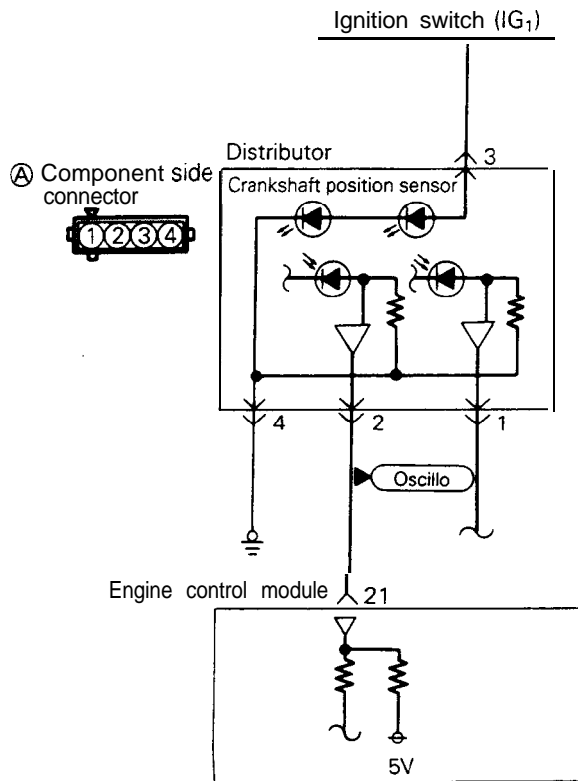 Ignition switch (IG₁)
3
Distributor
Ⓐ Component side
connector
Crankshaft position sensor
1 2 3 4
4
2
1
Oscillo
Engine control module
21
5V